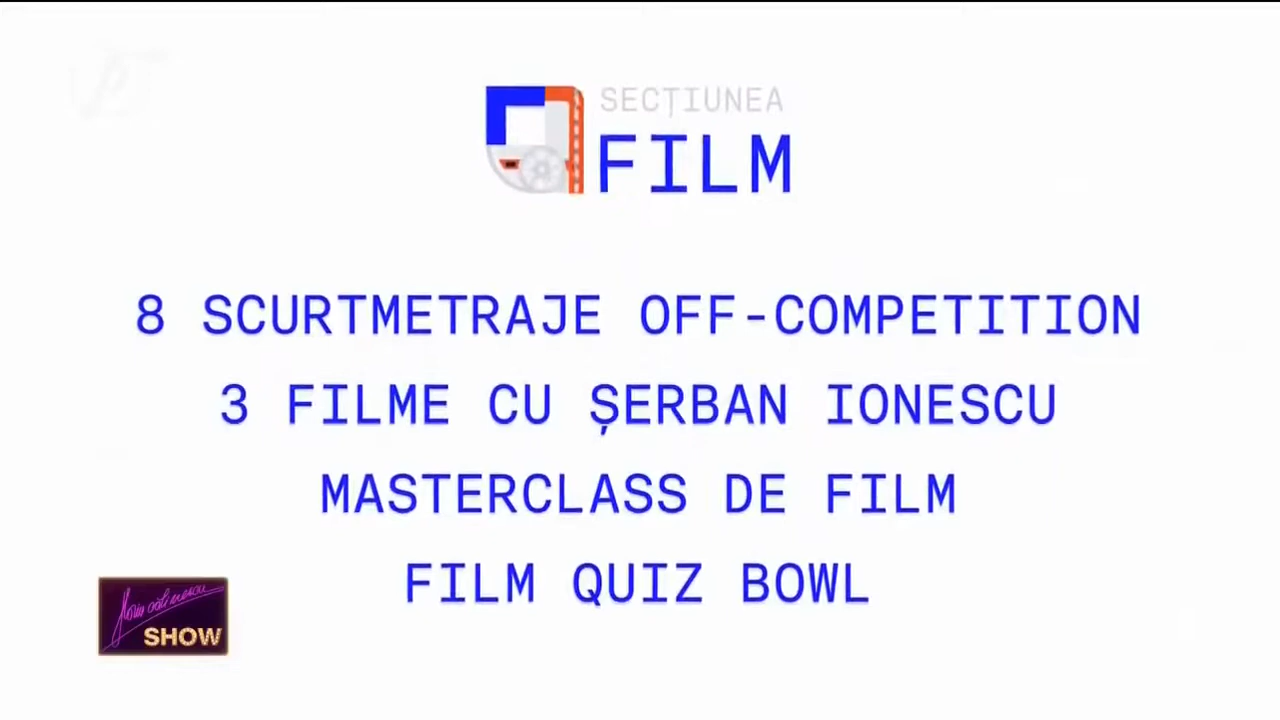 SECȚIUNEA
FILM
8 SCURTMETRAJE OFF-COMPETITION
3 FILME CU ȘERBAN IONESCU
MASTERCLASS DE FILM
FILM QUIZ BOWL
SHOW